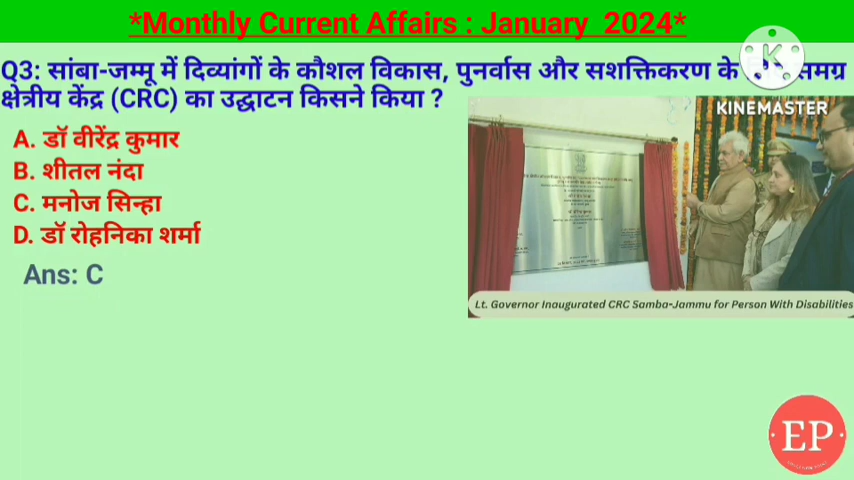 *Monthly Current Affairs : January 2024*
Q3: सांबा-जम्मू में दिव्यांगों के कौशल विकास, पुनर्वास और सशक्तिकरण के समग्र
क्षेत्रीय केंद्र (CRC) का उद्घाटन किसने किया ?
KINEMASTER
A. डॉ वीरेंद्र कुमार
B. शीतल नंदा
C. मनोज सिन्हा
D. डॉ रोहनिका शर्मा
Ans: C
Lt. Governor Inaugurated CRC Samba-Jammu for Person With Disabilities
EP